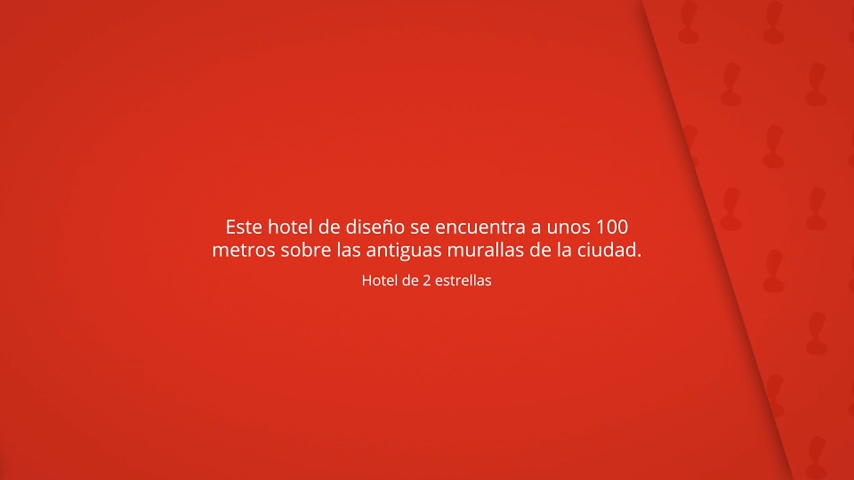 Este hotel de diseño se encuentra a unos 100
metros sobre las antiguas murallas de la ciudad.
Hotel de 2 estrellas